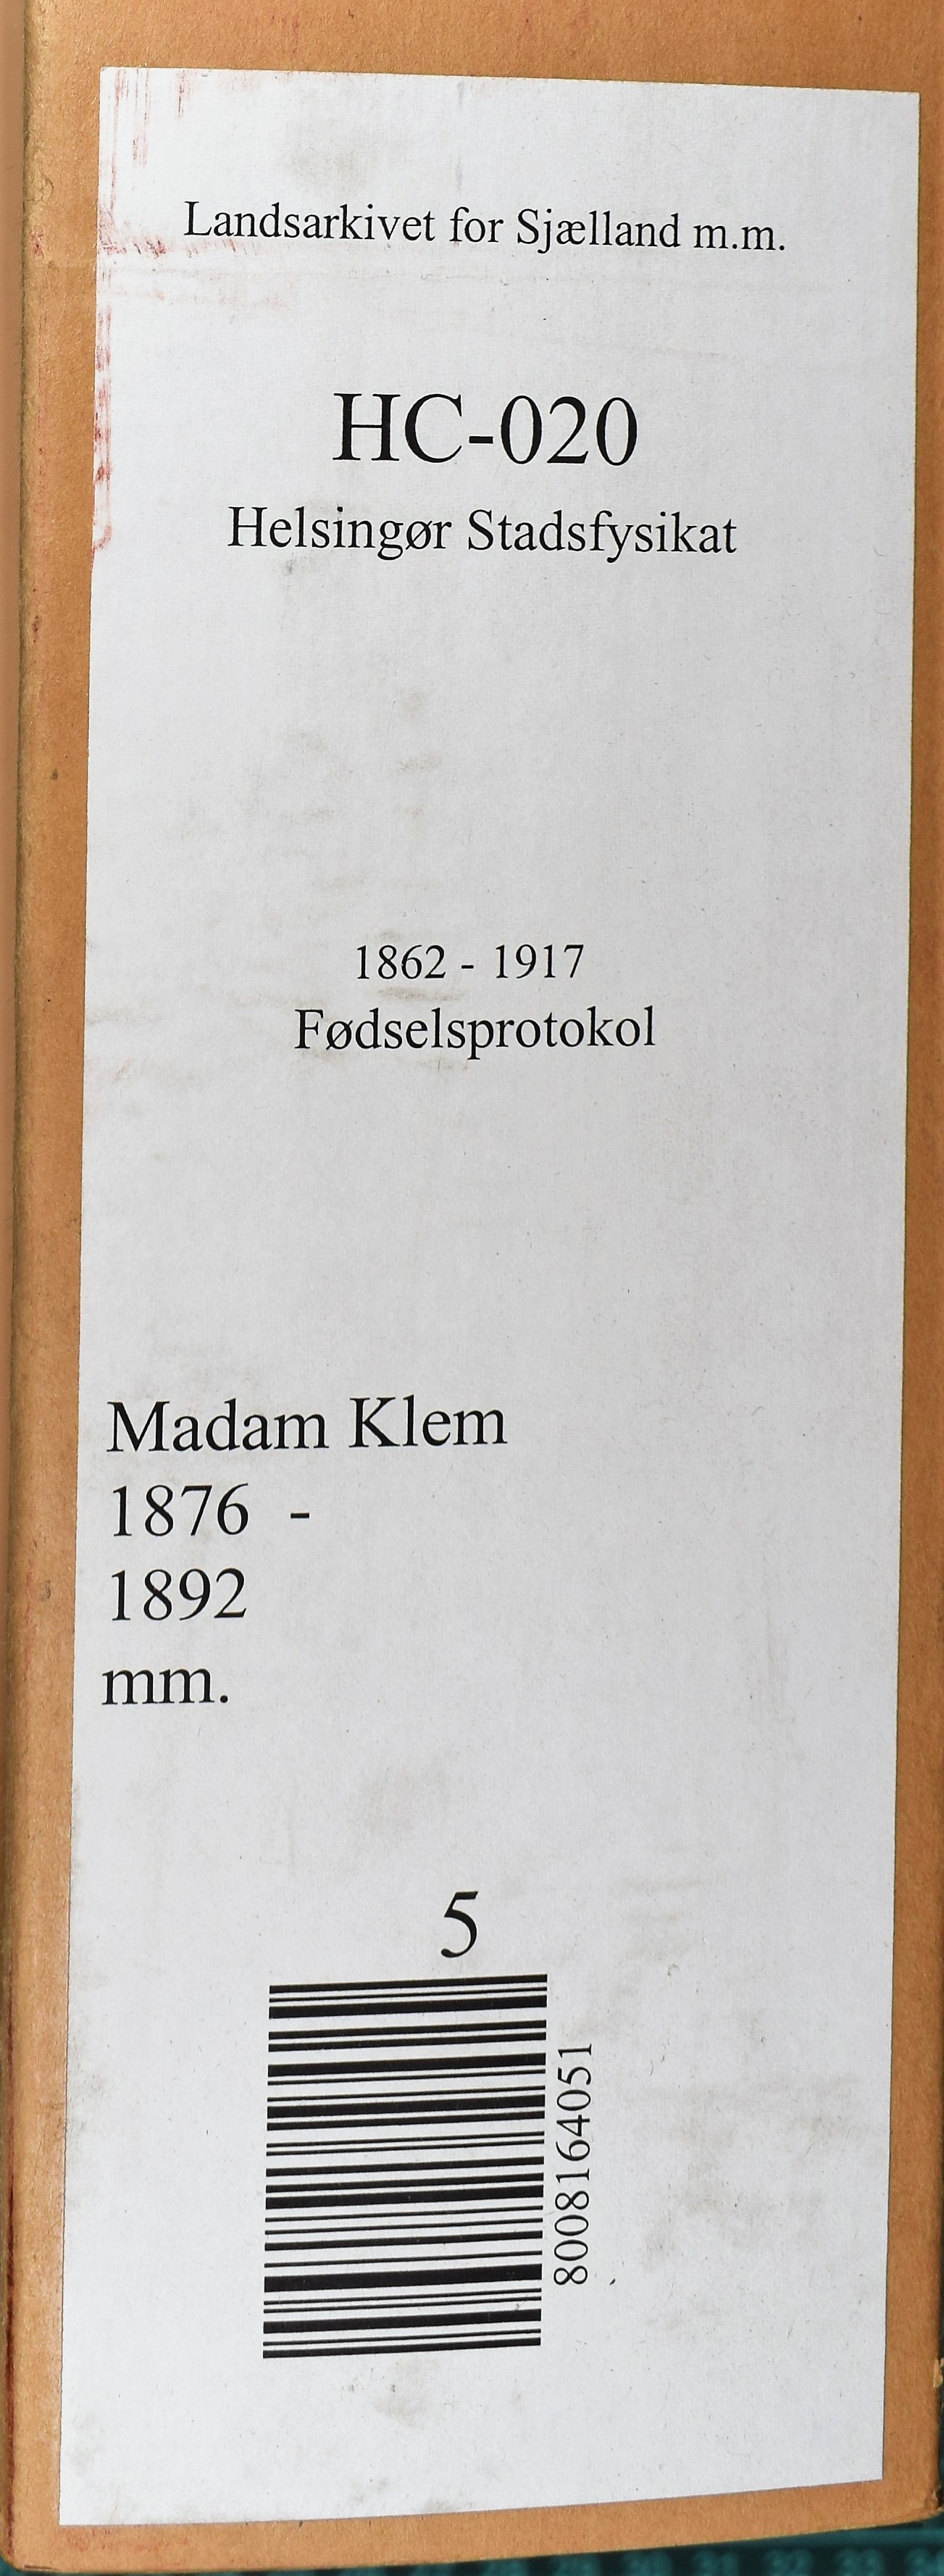 Landsarkivet for Sjælland m.m.
HC-020
Helsingør Stadsfysikat
1862 - 1917
Fødselsprotokol
Madam Klem
1876 -
1892
mm.
5
8008164051